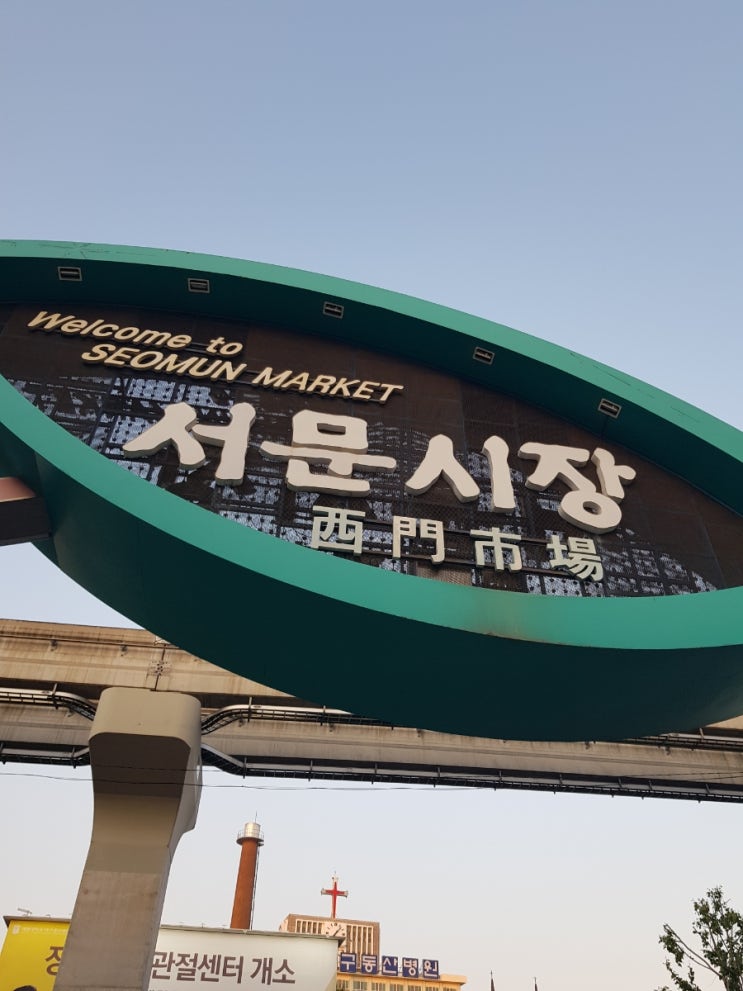 Welcome to
SEOMUN MARKET
서문시장
西門市場
관절센터 개소
구동산병원